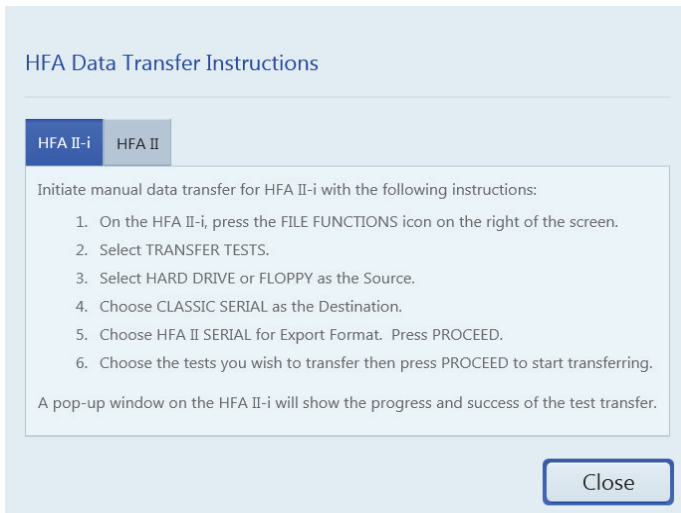 HFA Data Transfer Instructions
HFA II-i HFA II
Initiate manual data transfer for HFA II-i with the following instructions:
1. On the HFA II-i, press the FILE FUNCTIONS icon on the right of the screen.
2. Select TRANSFER TESTS.
3. Select HARD DRIVE or FLOPPY as the Source.
4. Choose CLASSIC SERIAL as the Destination.
5. Choose HFA II SERIAL for Export Format. Press PROCEED.
6. Choose the tests you wish to transfer then press PROCEED to start transferring.
A pop-up window on the HFA II-i will show the progress and success of the test transfer.
Close